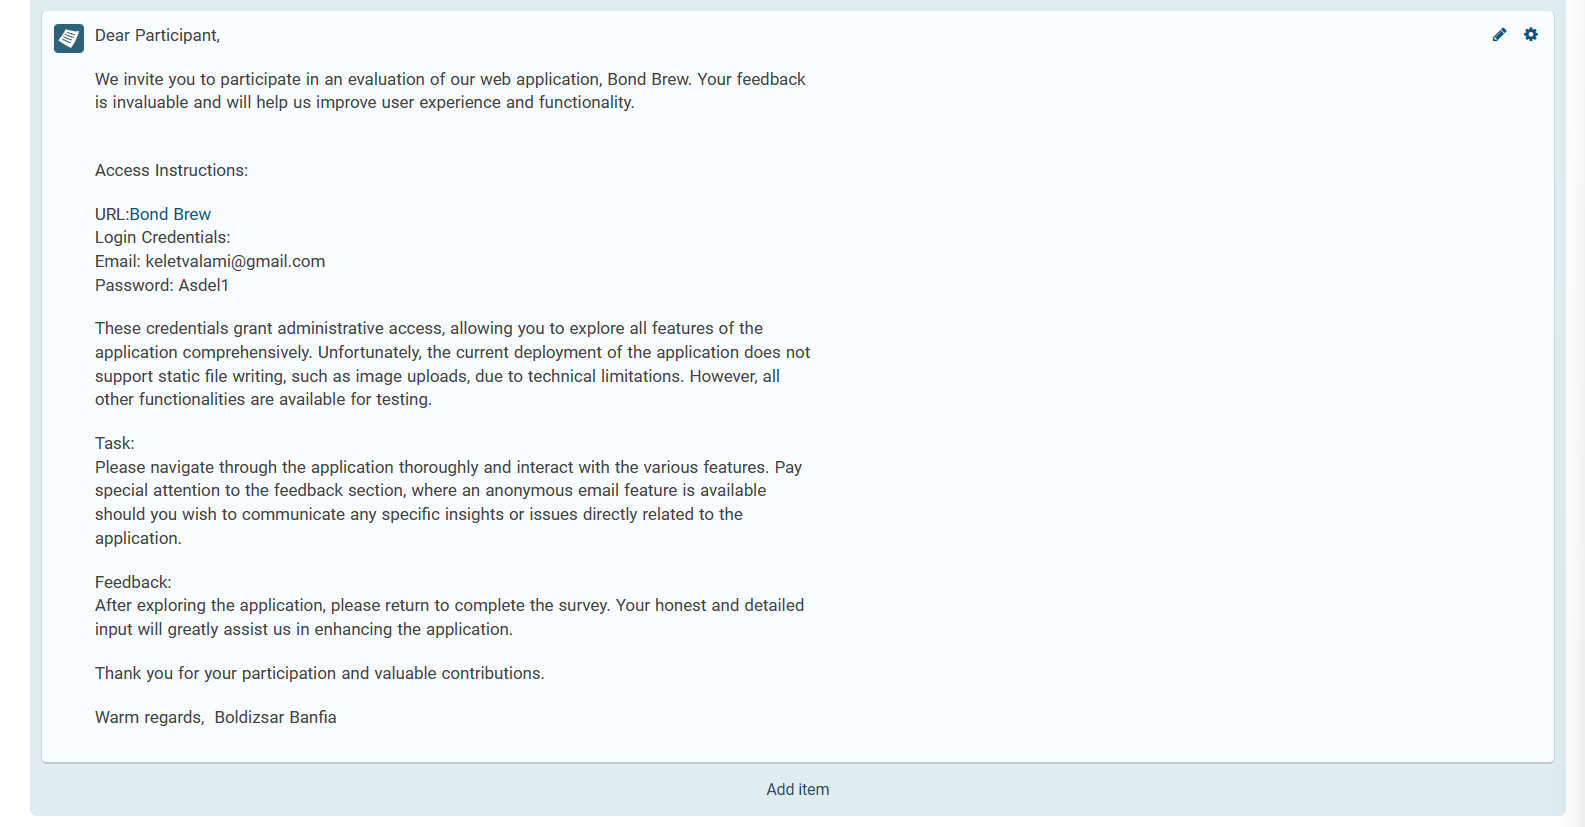 Dear Participant,
We invite you to participate in an evaluation of our web application, Bond Brew. Your feedback
is invaluable and will help us improve user experience and functionality.
Access Instructions:
URL:Bond Brew
Login Credentials:
Email: keletvalami@gmail.com
Password: Asdel1
These credentials grant administrative access, allowing you to explore all features of the
application comprehensively. Unfortunately, the current deployment of the application does not
support static file writing, such as image uploads, due to technical limitations. However, all
other functionalities are available for testing.
Task:
Please navigate through the application thoroughly and interact with the various features. Pay
special attention to the feedback section, where an anonymous email feature is available
should you wish to communicate any specific insights or issues directly related to the
application.
Feedback:
After exploring the application, please return to complete the survey. Your honest and detailed
input will greatly assist us in enhancing the application.
Thank you for your participation and valuable contributions.
Warm regards,  Boldizsar Banfia
Add item